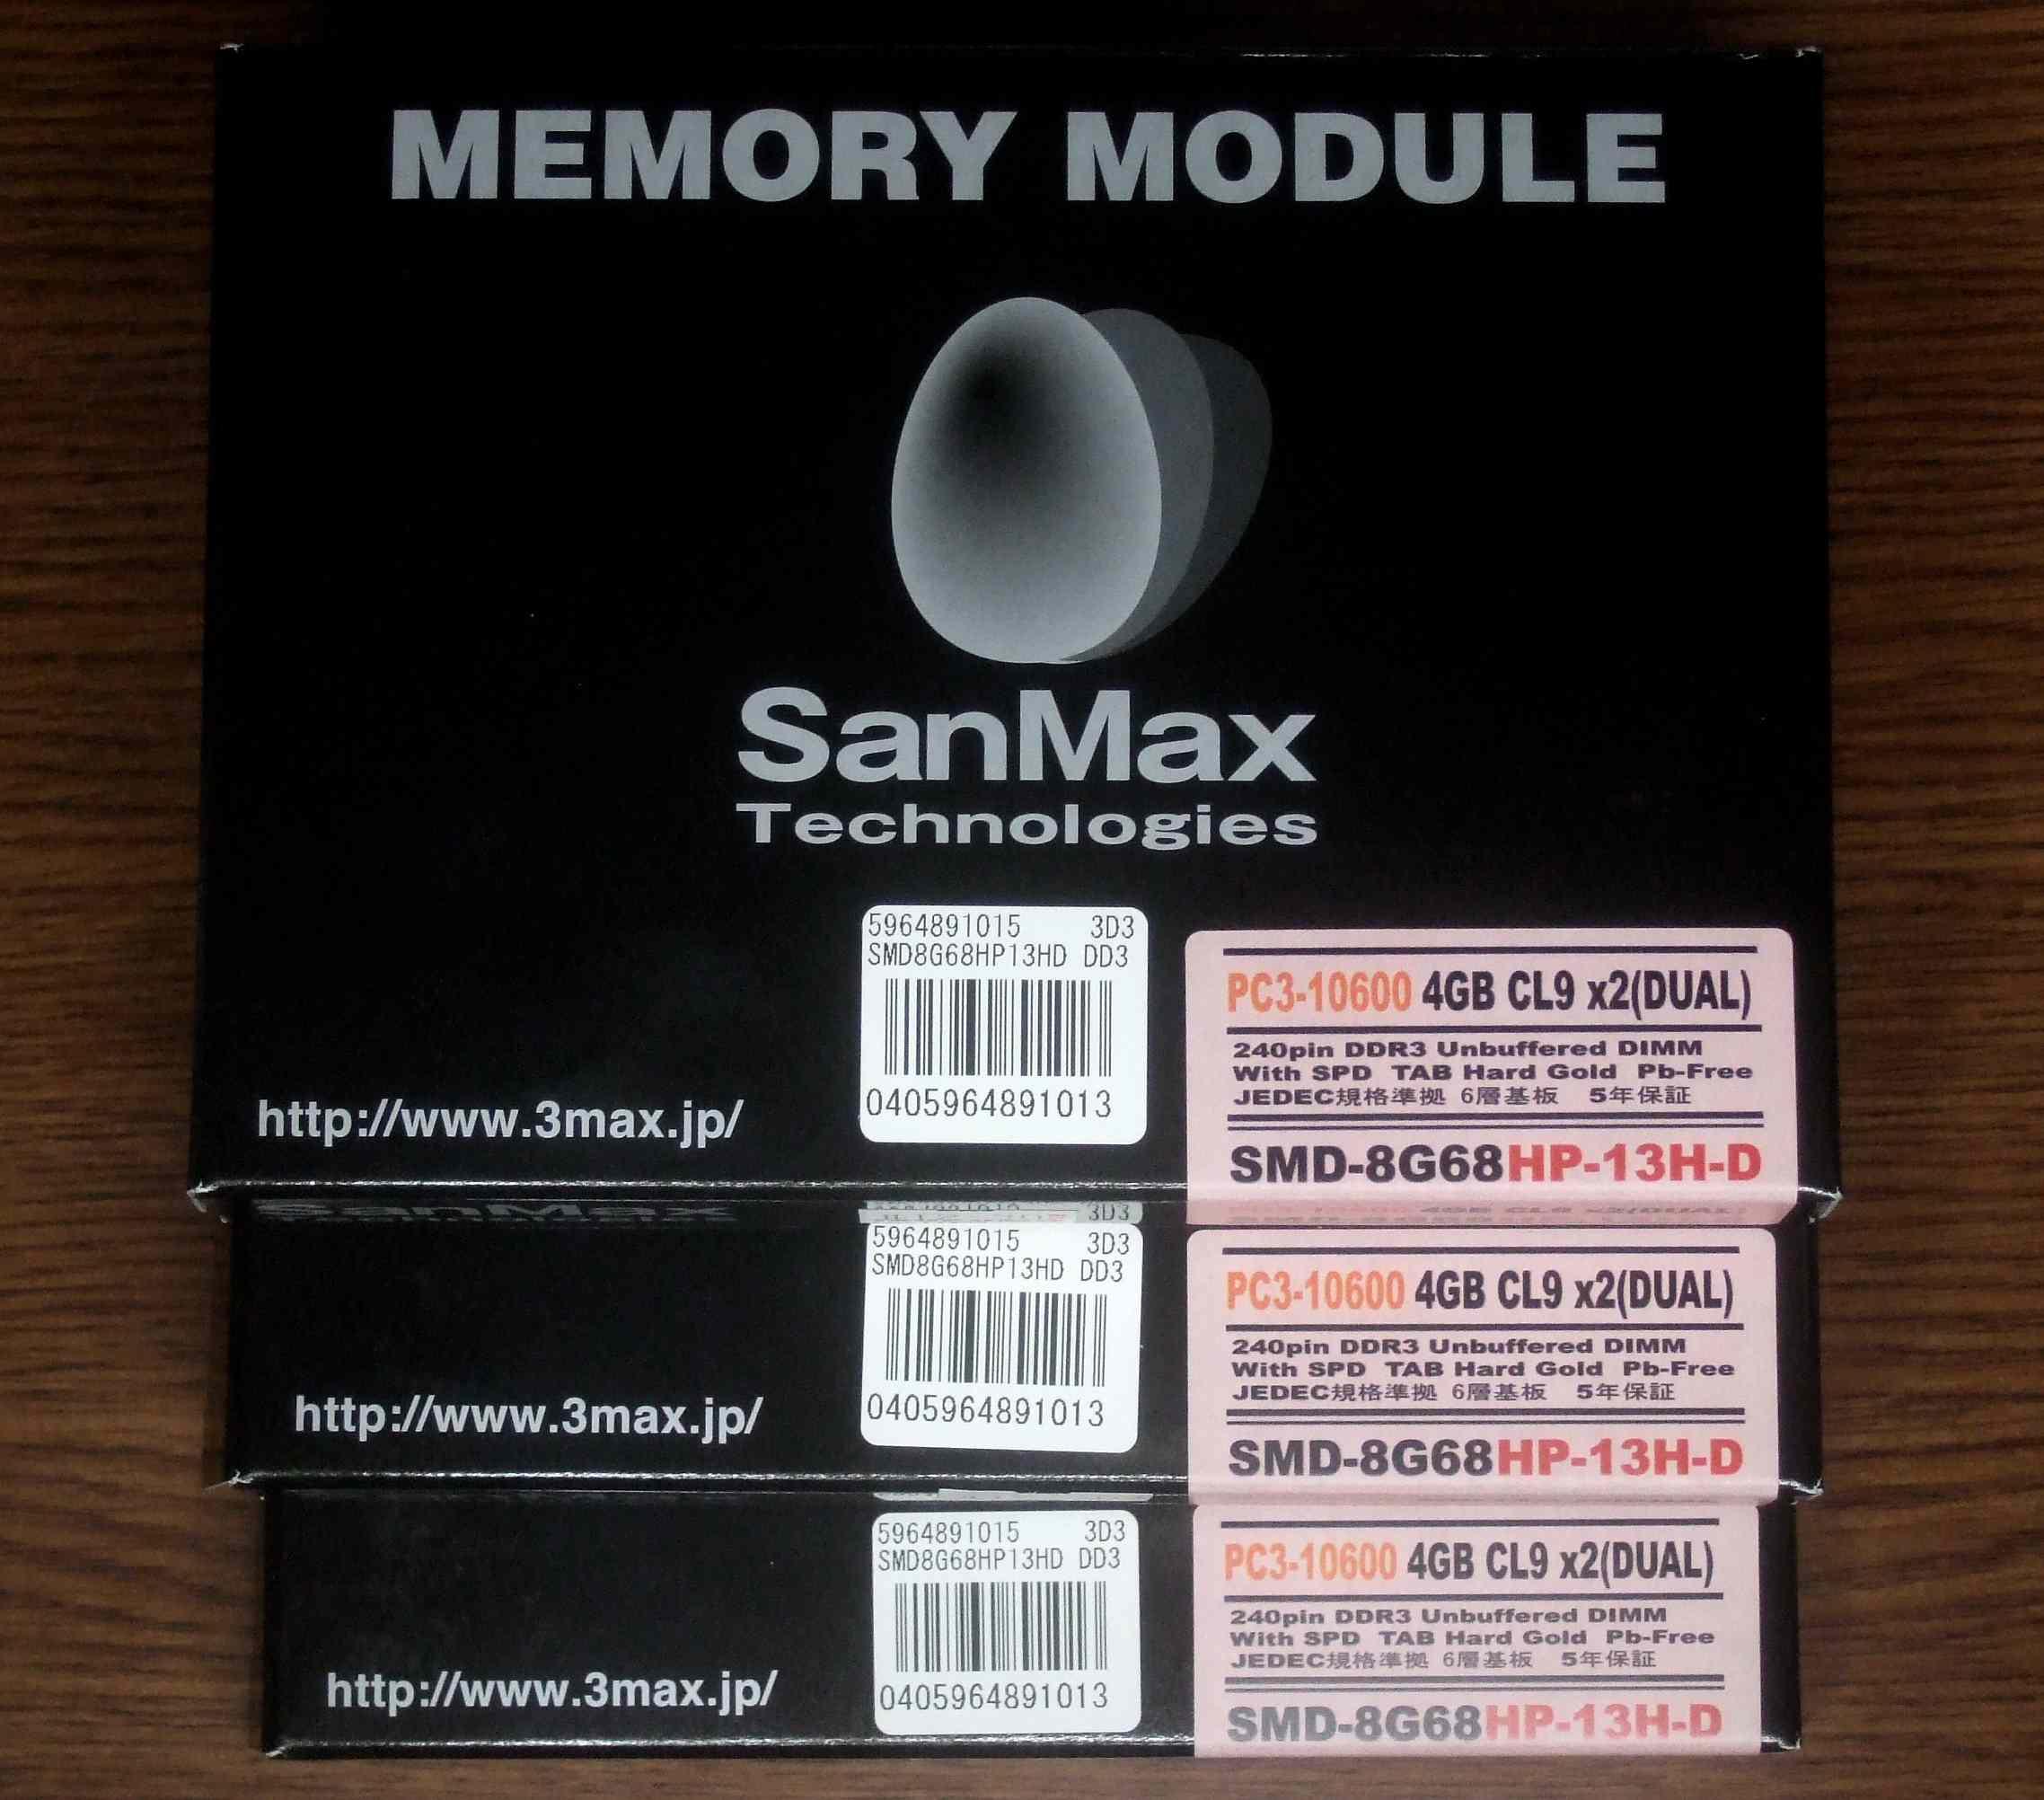 MEMORY MODULE
SanMax
Technologies
http://www.3max.jp/
5964891015 3D3
SMD8G68HP13HD DD3
0405964891013
PC3-10600 4GB CL9 x2(DUAL)
240pin DDR3 Unbuffered DIMM
With SPD TAB Hard Gold Pb-Free
JEDEC規格準拠 6層基板 5年保証
SMD-8G68HP-13H-D
SanMax
3D3
http://www.3max.jp/
5964891015 3D3
SMD8G68HP13HD DD3
0405964891013
PC3-10600 4GB CL9 x2(DUAL)
240pin DDR3 Unbuffered DIMM
With SPD TAB Hard Gold Pb-Free
JEDEC規格準拠 6層基板 5年保証
SMD-8G68HP-13H-D
http://www.3max.jp/
5964891015 3D3
SMD8G68HP13HD DD3
0405964891013
PC3-10600 4GB CL9 x2(DUAL)
240pin DDR3 Unbuffered DIMM
With SPD TAB Hard Gold Pb-Free
JEDEC規格準拠 6層基板 5年保証
SMD-8G68HP-13H-D